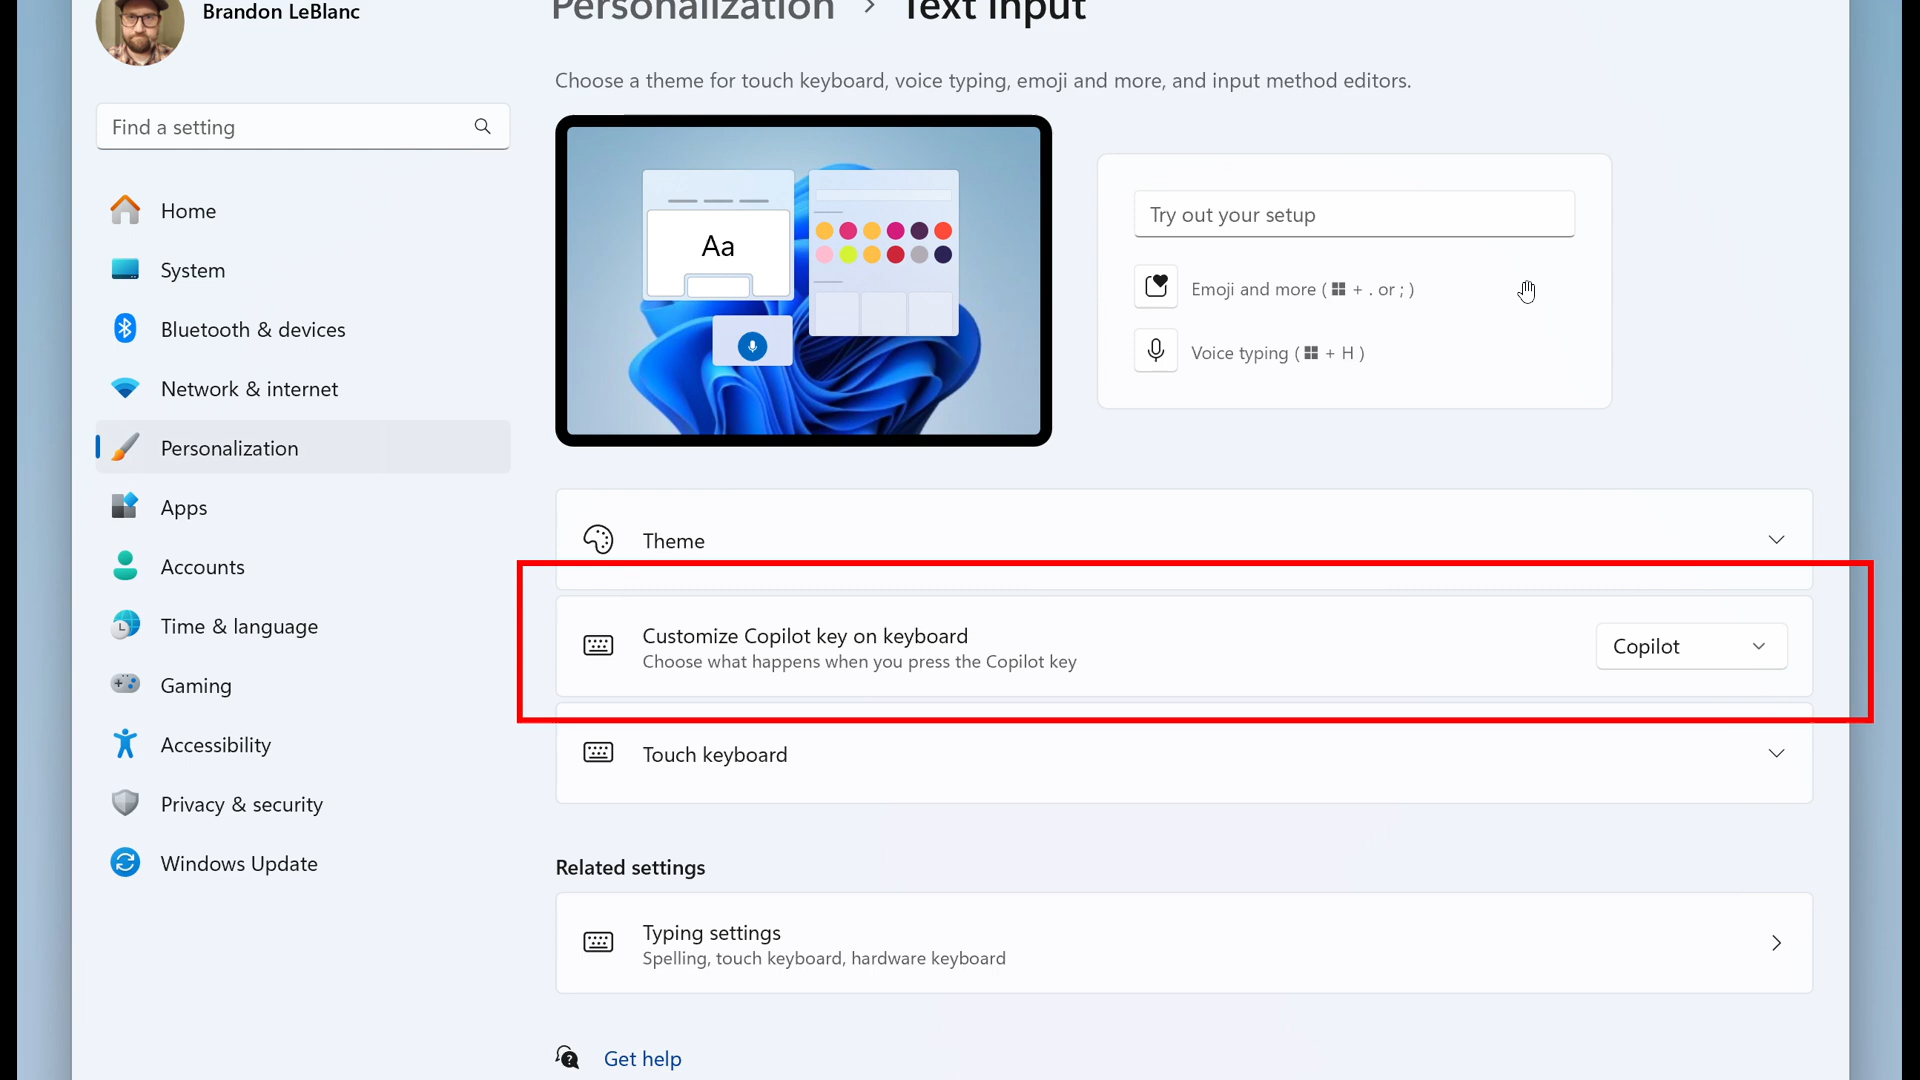 Brandon LeBlanc
Personalization > Text Input
Choose a theme for touch keyboard, voice typing, emoji and more, and input method editors.
Find a setting
Home
System
Bluetooth & devices
Network & internet
Personalization
Apps
Accounts
Time & language
Gaming
Accessibility
Privacy & security
Windows Update
Aa
Try out your setup
Emoji and more ( + . or ; )
Voice typing ( + H )
Theme
Customize Copilot key on keyboard
Choose what happens when you press the Copilot key
Copilot
Touch keyboard
Related settings
Typing settings
Spelling, touch keyboard, hardware keyboard
Get help